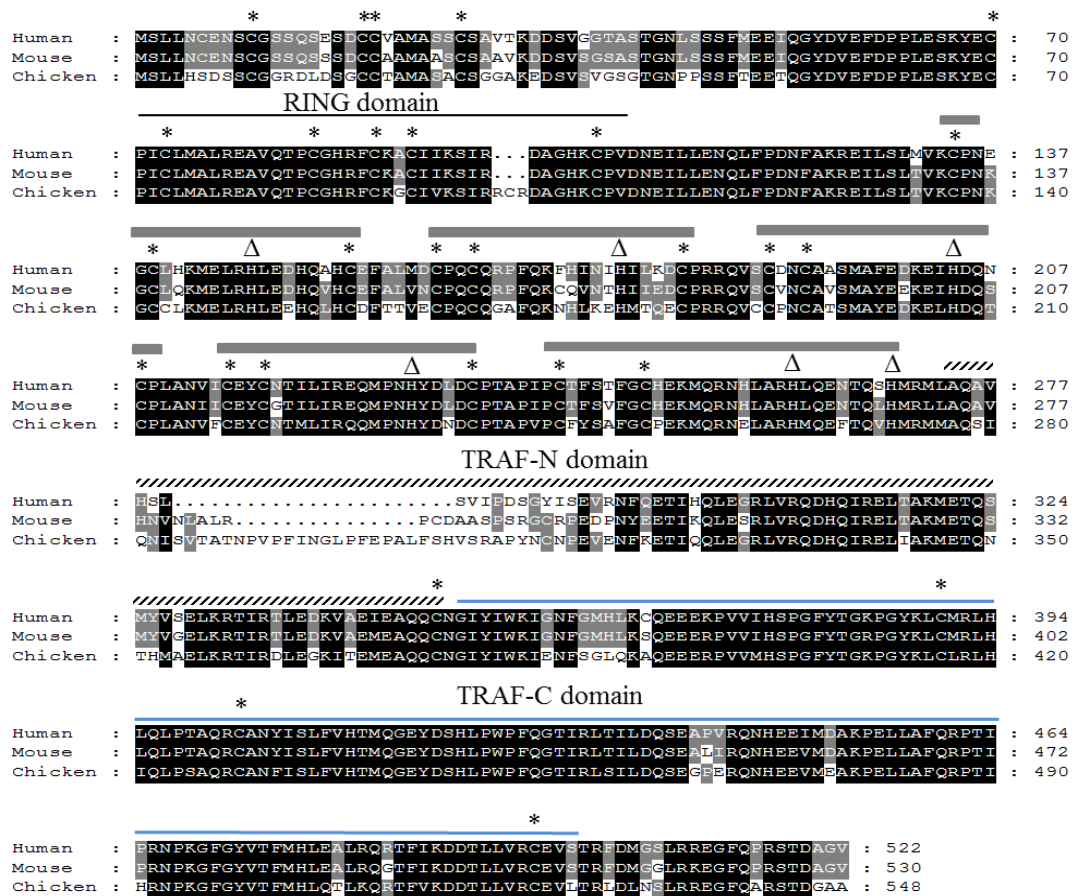 * ** * *
Human : MSLLNCENSCGSSQSESDCCVAMASSCSAVTKDDSVGGTASTGNLSSSFMEEIQGYDVEFDPPLESKYEC : 70
Mouse : MSLLNCENSCGSSQSSSDCCAAMAASCSAAVKDDSVSGSASTGNLSSSFMEEIQGYDVEFDPPLESKYEC : 70
Chicken : MSLLHSDSSCGGRDLDSGCCTAMASACSGGAKEDSVSVGSGTGNPPSSFTEETQGYDVEFDPPLESKYEC : 70
RING domain
* * * * * *
Human : PICLMALREAVQTPCGHRFCKACIIKSIR...DAGHKCPVDNEILLENQLFPDNFAKREILSLMVKCPNE : 137
Mouse : PICLMALREAVQTPCGHRFCKACIIKSIR...DAGHKCPVDNEILLENQLFPDNFAKREILSLTVKCPNK : 137
Chicken : PICLMALREAVQTPCGHRFCKGCIVKSIRRCRDAGHKCPVDNEILLENQLFPDNFAKREILSLTVKCPNK : 140
* Δ * * * Δ * * * Δ
Human : GCLHKMELRHLEDHQAHCEFALMDCPQCQRPFQKFHINIHILKDCPRRQVSCDNCAASMAFEDKEIHDQN : 207
Mouse : GCLQKMELRHLEDHQVHCEFALVNCPQCQRPFQKCQVNTHIIEDCPRRQVSCVNCAVSMAYEEKEIHDQS : 207
Chicken : GCCLKMELRHLEEHQLHCDFTTVECPQCQGAFQKNHLKEHMTQECPRRQVCCPNCATSMAYEDKELHDQT : 210
* * * Δ * * * Δ Δ
Human : CPLANVICEYCNTILIREQMPNHYDLDCPTAPIPCTFSTFGCHEKMQRNHLARHLQENTQSHMRMLAQAV : 277
Mouse : CPLANIICEYCGTILIREQMPNHYDLDCPTAPIPCTFSVFGCHEKMQRNHLARHLQENTQLHMRLLAQAV : 277
Chicken : CPLANVFCEYCNTMLIRQQMPNHYDNDCPTAPVPCFYSAFGCPEKMQRNELARHMQEFTQVHMRMMAQSI : 280
TRAF-N domain
Human : HSL.......................SVIPDSGYISEVRNFQETIHQLEGRLVRQDHQIRELTAKMETQS : 324
Mouse : HNVNLALR...............PCDAASPSRGCRPEDPNYEETIKQLESRLVRQDHQIRELTAKMETQS : 332
Chicken : QNISVTATNPVPFINGLPFEPALFSHVSRAPYNCNPEVENFKETIQQLEGRLVRQDHQIRELIAKMETQN : 350
* *
Human : MYVSELKRTIRTLEDKVAEIEAQQCNGIYIWKIGNFGMHLKCQEEEKPVVIHSPGFYTGKPGYKLCMRLH : 394
Mouse : MYVGELKRTIRTLEDKVAEMEAQQCNGIYIWKIGNFGMHLKSQEEERPVVIHSPGFYTGRPGYKLCMRLH : 402
Chicken : THMAELKRTIRDLEGKITEMEAQQCNGIYIWKIENFSGLQKAQEEERPVVMHSPGFYTGKPGYKLCLRLH : 420
* TRAF-C domain
Human : LQLPTAQRCANYISLFVHTMQGEYDSHLPWPFQGTIRLTILDQSEAPVRQNHEEIMDAKPELLAFQRPTI : 464
Mouse : LQLPTAQRCANYISLFVHTMQGEYDSHLPWPFQGTIRLTILDQSEALIRQNHEEVMDAKPELLAFQRPTI : 472
Chicken : IQLPSAQRCANFISLFVHTMQGEYDSHLPWPFQGTIRLSILDQSEGPERQNHEEVMEAKPELLAFQRPTI : 490
*
Human : PRNPKGFGYVTFMHLEALRQRTFIKDDTLLVRCEVSTRFDMGSLRREGFQPRSTDAGV : 522
Mouse : PRNPKGFGYVTFMHLEALRQGTFIKDDTLLVRCEVSTRFDMGGLRKEGFQPRSTDAGV : 530
Chicken : HRNPKGFGYVTFMHLQTLKQRTFVKDDTLLVRCEVLTRLDLNSLRREGFQARSTDGAA : 548